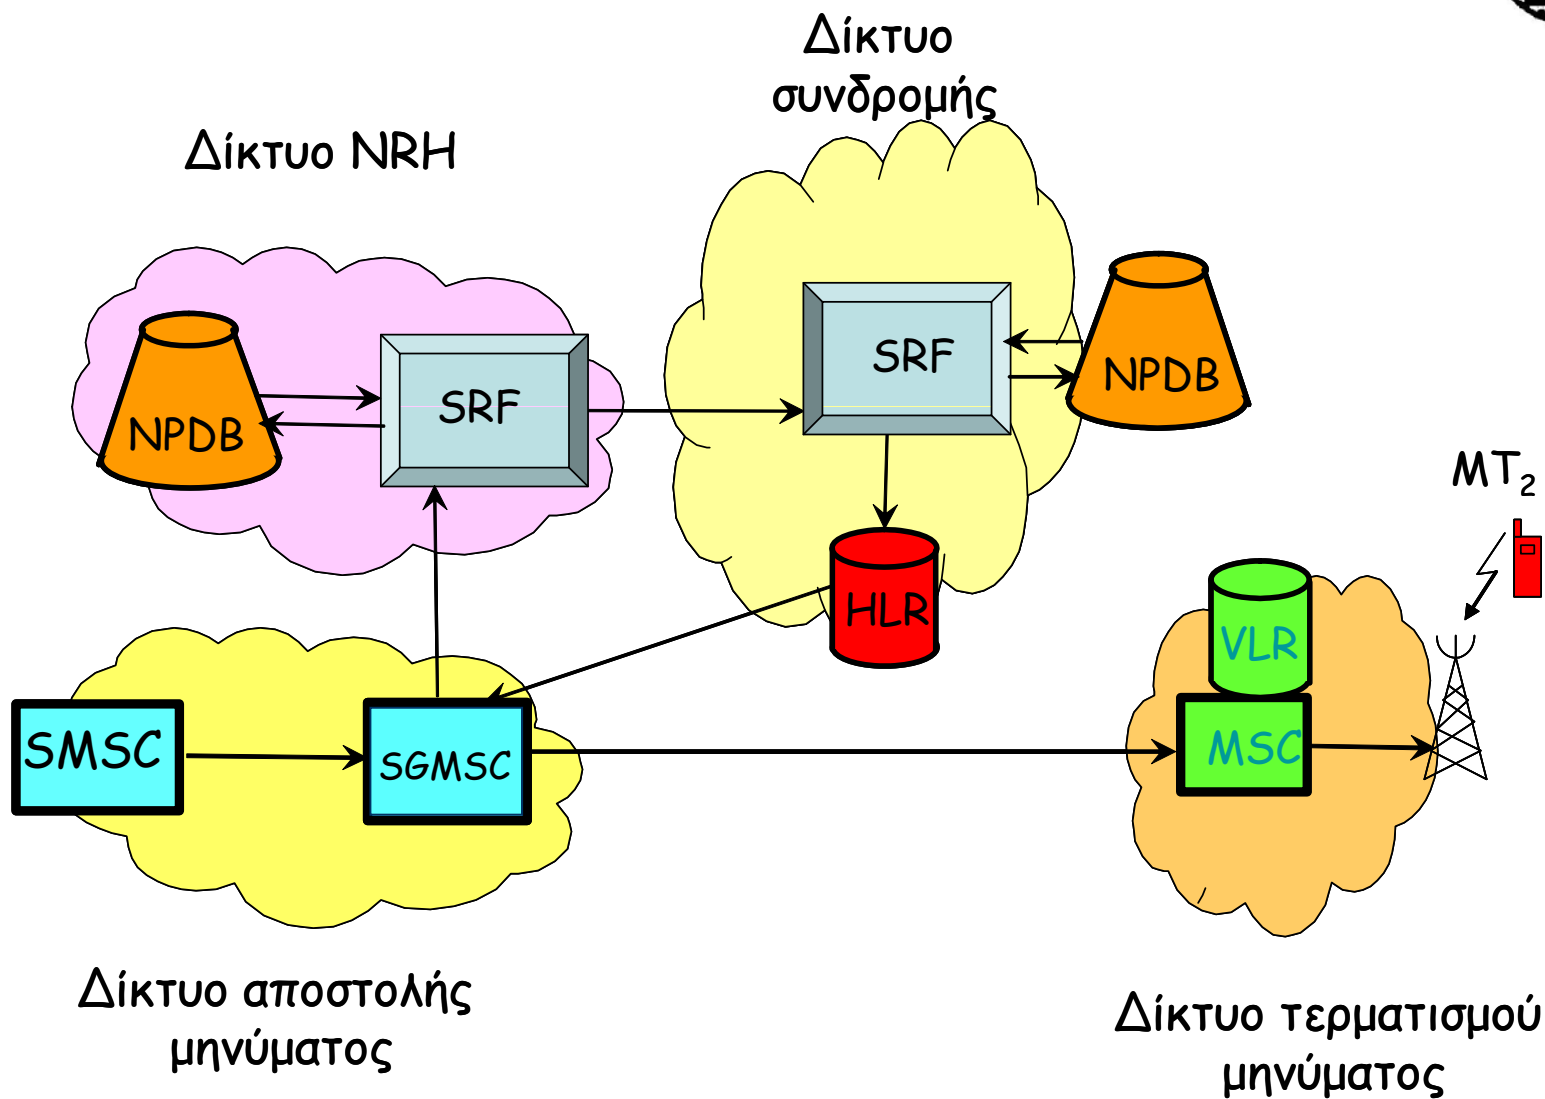 Δίκτυο
συνδρομής
Δίκτυο NRH
SRF
NPDB
SRF
NPDB
MT2
HLR
VLR
SMSC
SGMSC
MSC
Δίκτυο αποστολής
μηνύματος
Δίκτυο τερματισμού
μηνύματος